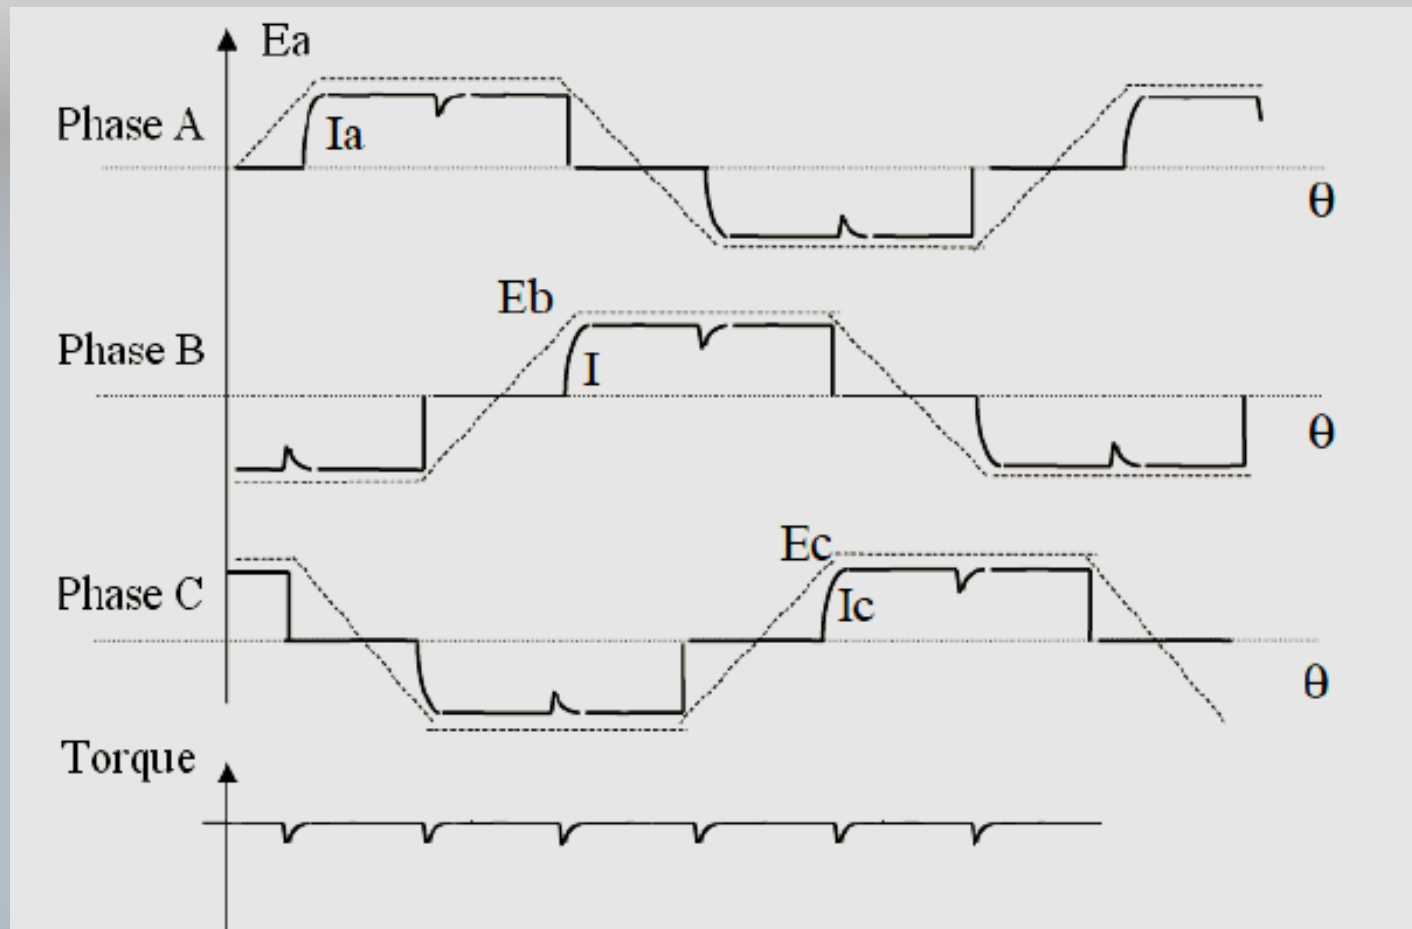 Ea
Phase A
Ia
θ
Eb
Phase B
I
θ
Ec
Phase C
Ic
θ
Torque